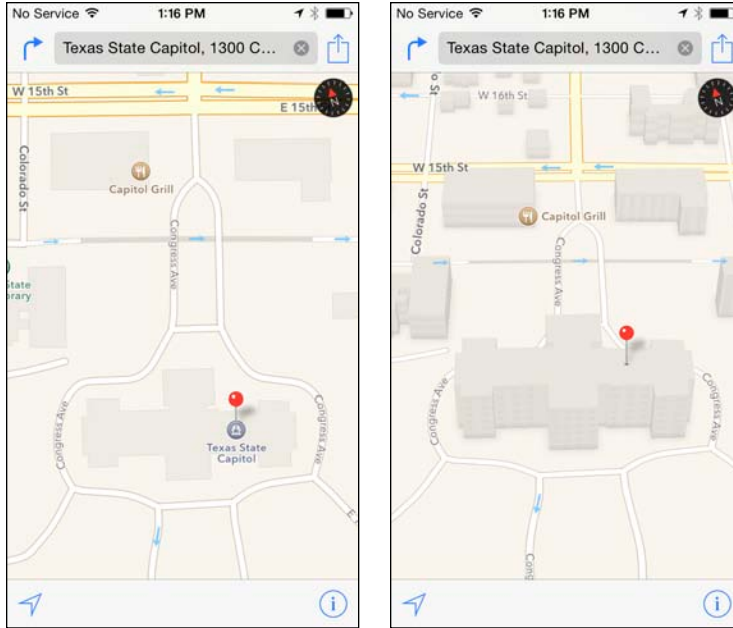 No Service
1:16 PM
Texas State Capitol, 1300 C...
W 15th St
E 15th
N
Colorado St
Capitol Grill
Congress Ave
State
Library
Congress Ave
Congress Ave
Texas State
Capitol
E
i
No Service
1:16 PM
Texas State Capitol, 1300 C...
W 16th St
N
W 15th St
Capitol Grill
Colorado St
Congress Ave
Congress Ave
Congress Ave
Cong
i